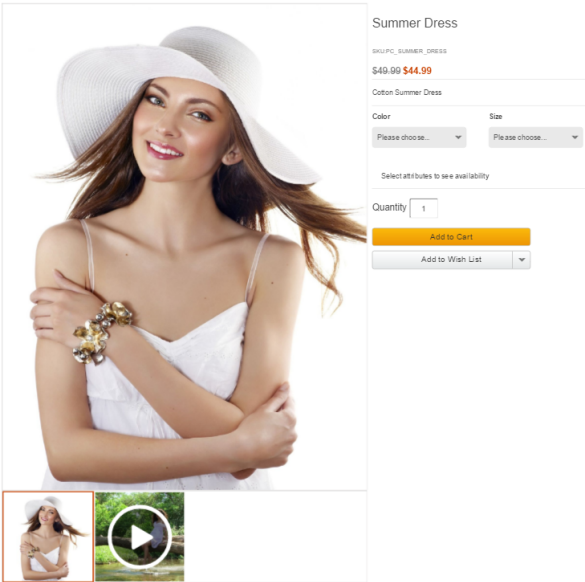 Summer Dress
SKU:PC_SUMMER_DRESS
$49.99 $44.99
Cotton Summer Dress
Color Size
Please choose... Please choose...
Select attributes to see availability
Quantity 1
Add to Cart
Add to Wish List